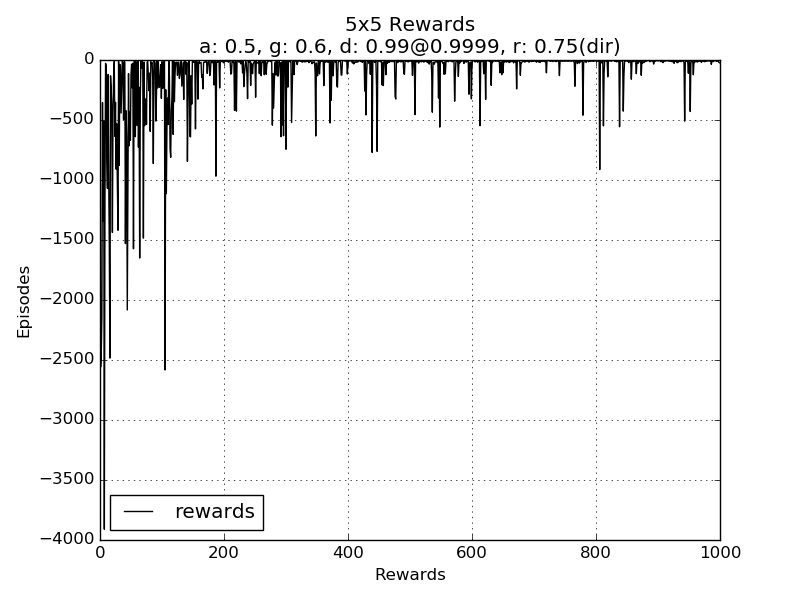 5x5 Rewards
a: 0.5, g: 0.6, d: 0.99@0.9999, r: 0.75(dir)
0
−500
−1000
−1500
−2000
−2500
−3000
−3500
−4000
Episodes
rewards
0 200 400 600 800 1000
Rewards